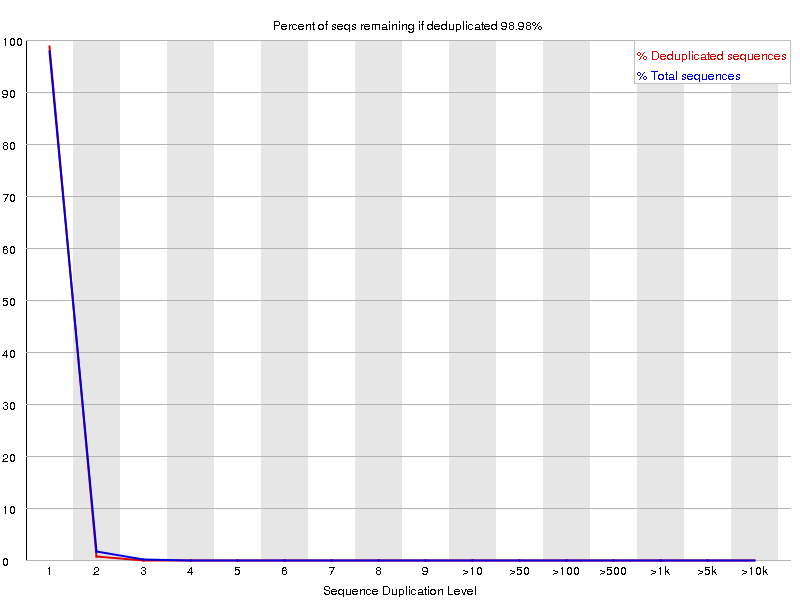 Percent of seqs remaining if deduplicated 98.98%
% Deduplicated sequences
% Total sequences
100
90
80
70
60
50
40
30
20
10
0
1 2 3 4 5 6 7 8 9 >10 >50 >100 >500 >1k >5k >10k
Sequence Duplication Level